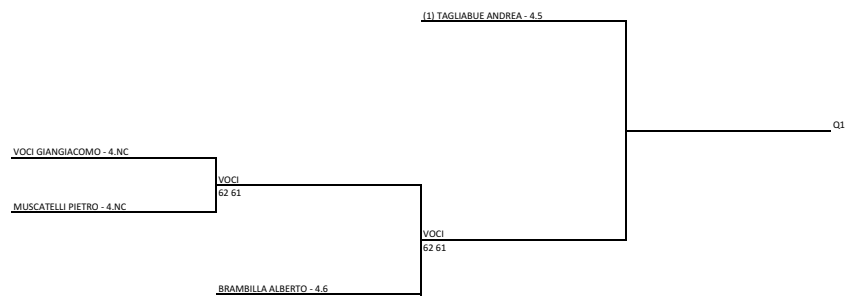 (1) TAGLIABUE ANDREA - 4.5
Q1
VOCI GIANGIACOMO - 4.NC
VOCI
62 61
MUSCATELLI PIETRO - 4.NC
VOCI
62 61
BRAMBILLA ALBERTO - 4.6